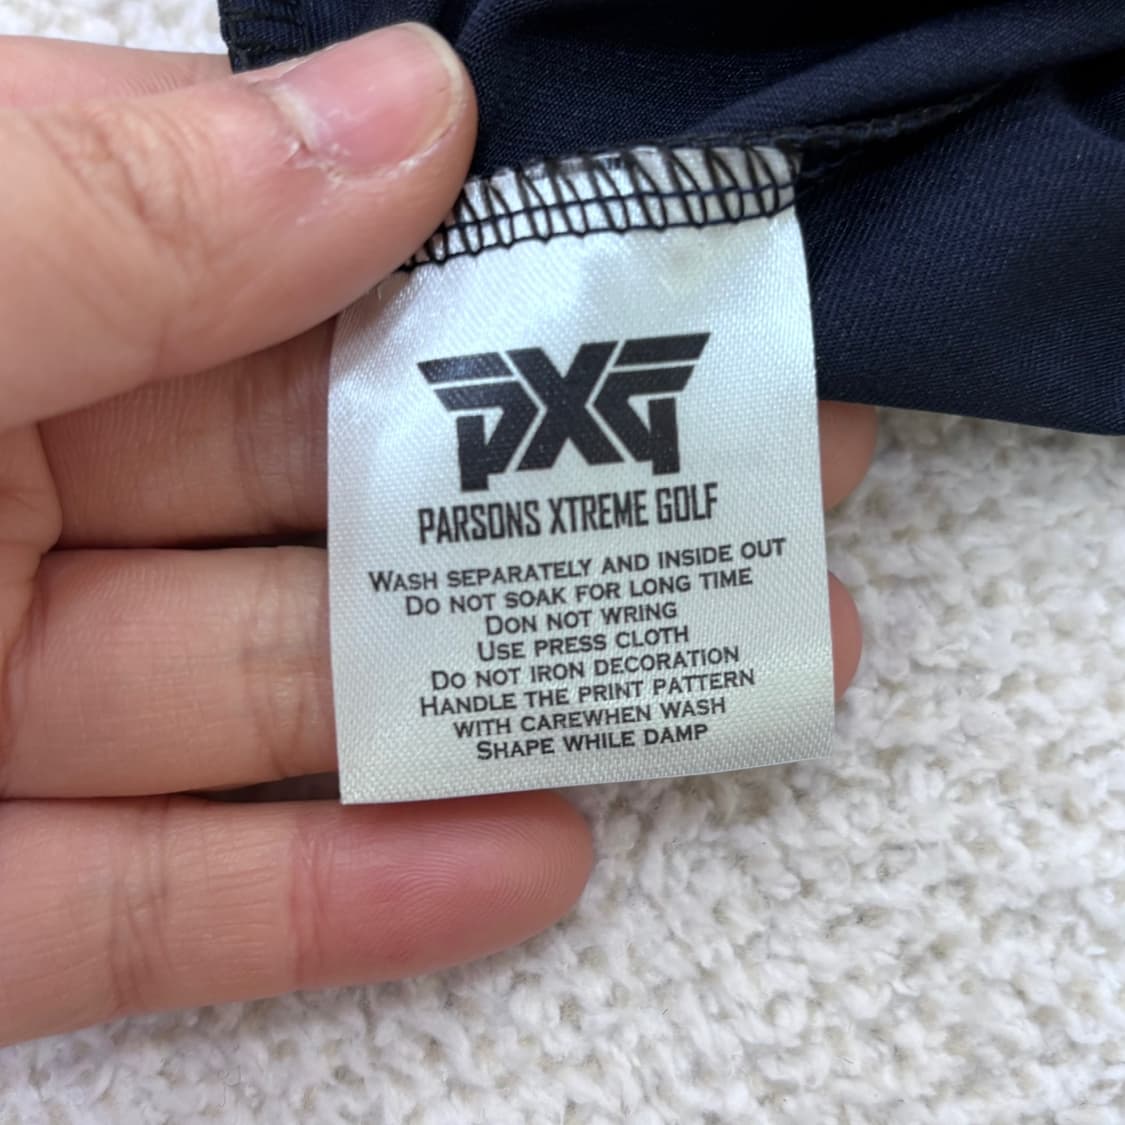 PXG
PARSONS XTREME GOLF
WASH SEPARATELY AND INSIDE OUT
DO NOT SOAK FOR LONG TIME
DON NOT WRING
USE PRESS CLOTH
DO NOT IRON DECORATION
HANDLE THE PRINT PATTERN
WITH CAREWHEN WASH
SHAPE WHILE DAMP